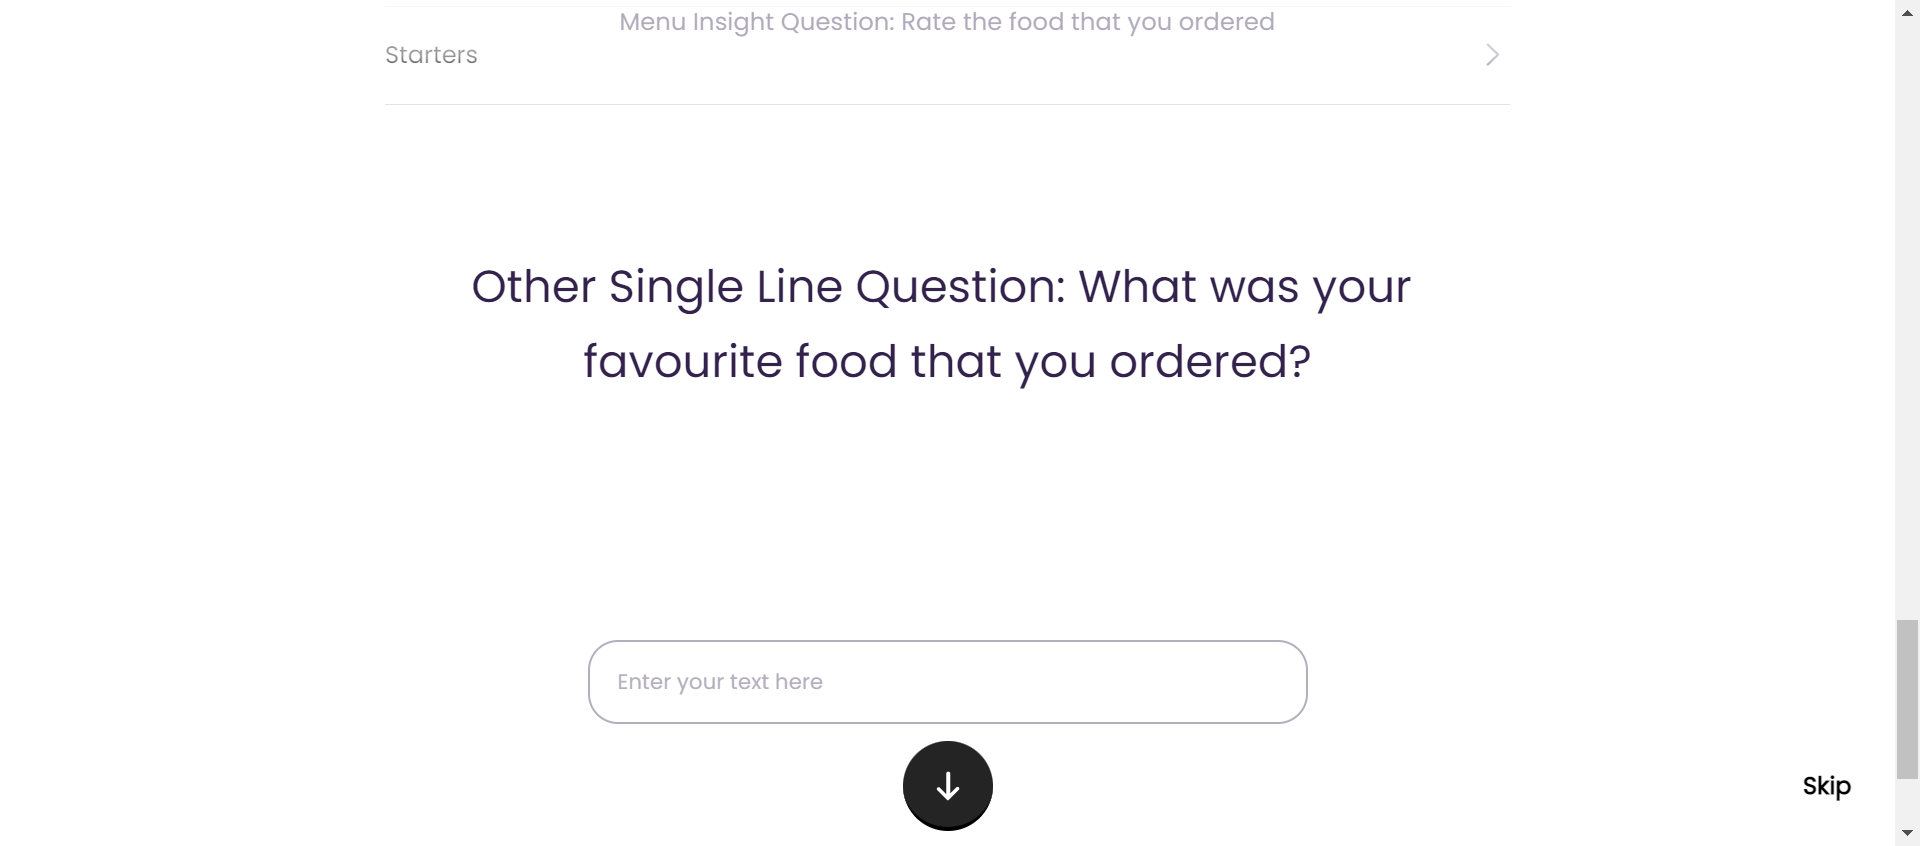 Menu Insight Question: Rate the food that you ordered
Starters
Other Single Line Question: What was your
favourite food that you ordered?
Enter your text here
Skip